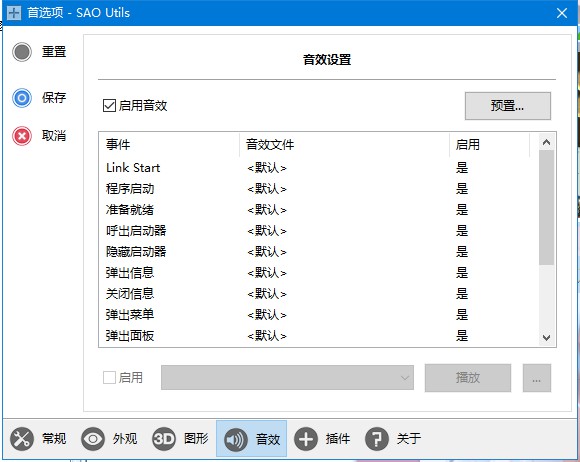 首选项 - SAO Utils
重置
音效设置
保存
启用音效
预置...
取消
事件 音效文件 启用
Link Start <默认> 是
程序启动 <默认> 是
准备就绪 <默认> 是
呼出启动器 <默认> 是
隐藏启动器 <默认> 是
弹出信息 <默认> 是
关闭信息 <默认> 是
弹出菜单 <默认> 是
弹出面板 <默认> 是
启用 播放 ...
常规 外观 3D 图形 音效 插件 ? 关于